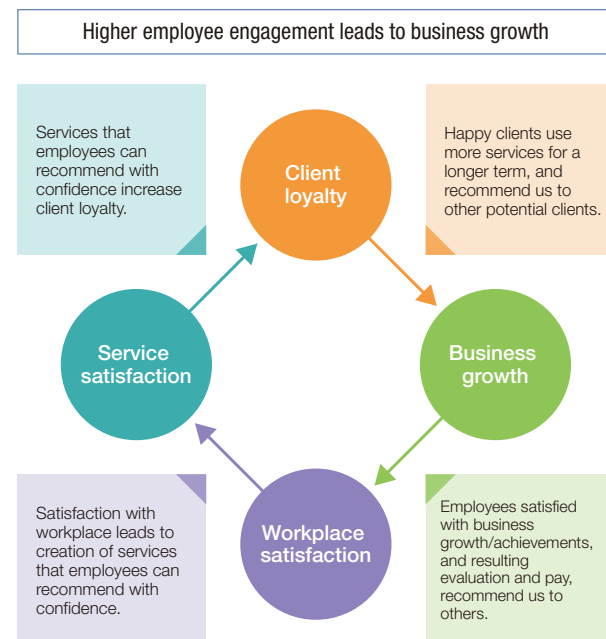 Higher employee engagement leads to business growth
Services that
employees can
recommend with
confidence increase
client loyalty.
Client
loyalty
Happy clients use
more services for a
longer term, and
recommend us to
other potential clients.
Service
satisfaction
Business
growth
Satisfaction with
workplace leads to
creation of services
that employees can
recommend with
confidence.
Workplace
satisfaction
Employees satisfied
with business
growth/achievements,
and resulting
evaluation and pay,
recommend us to
others.